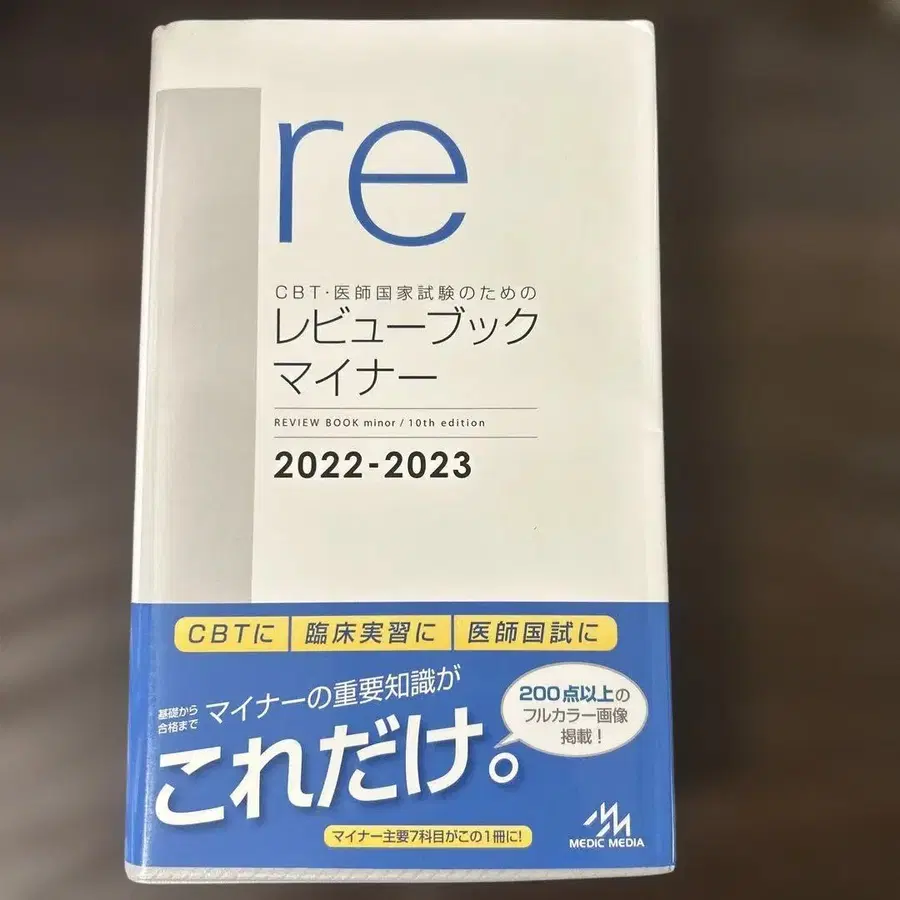 re
CBT・医師国家試験のための
レビューブック
マイナー
REVIEW BOOK minor / 10th edition
2022-2023
CBTに 臨床実習に 医師国試に
基礎から
合格まで
マイナーの重要知識が
これだけ。
200点以上の
フルカラー画像
掲載!
マイナー主要7科目がこの1冊に!
MEDIC MEDIA